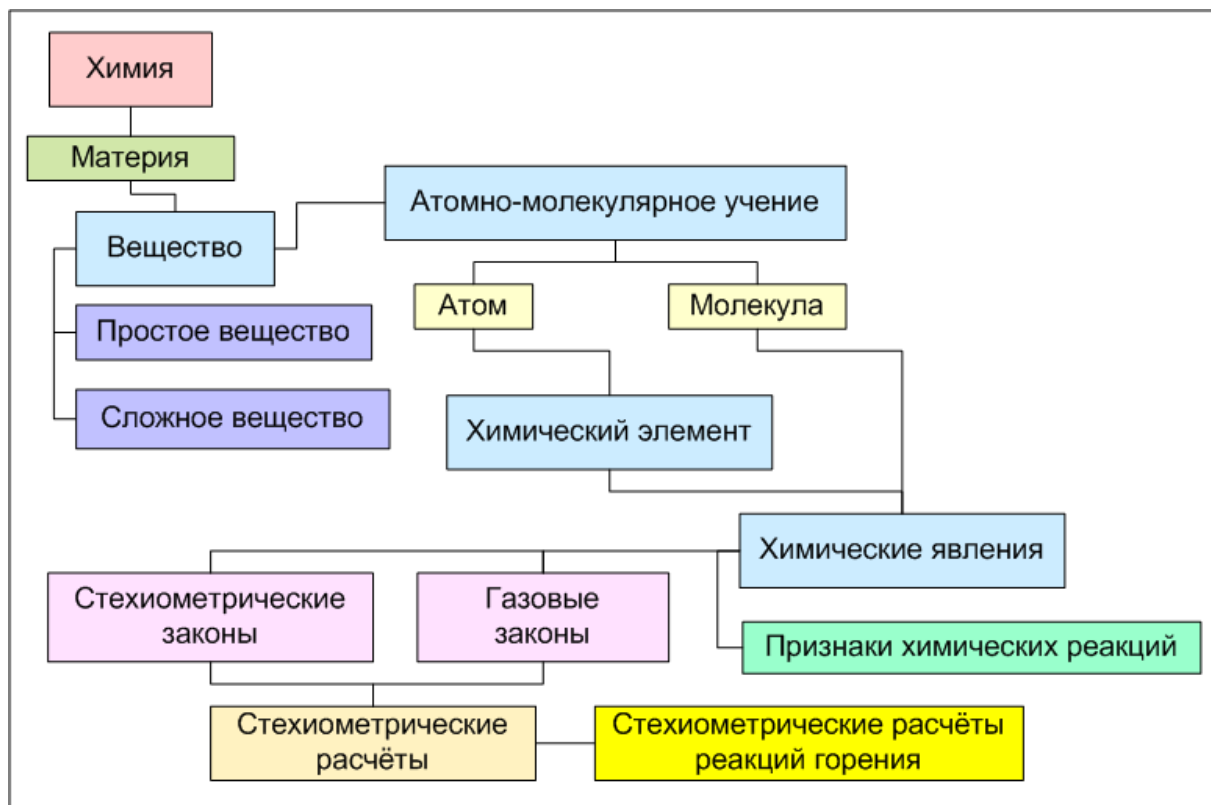 Химия
Материя
Атомно-молекулярное учение
Вещество
Атом
Молекула
Простое вещество
Сложное вещество
Химический элемент
Химические явления
Стехиометрические
законы
Газовые
законы
Признаки химических реакций
Стехиометрические
расчёты
Стехиометрические расчёты
реакций горения